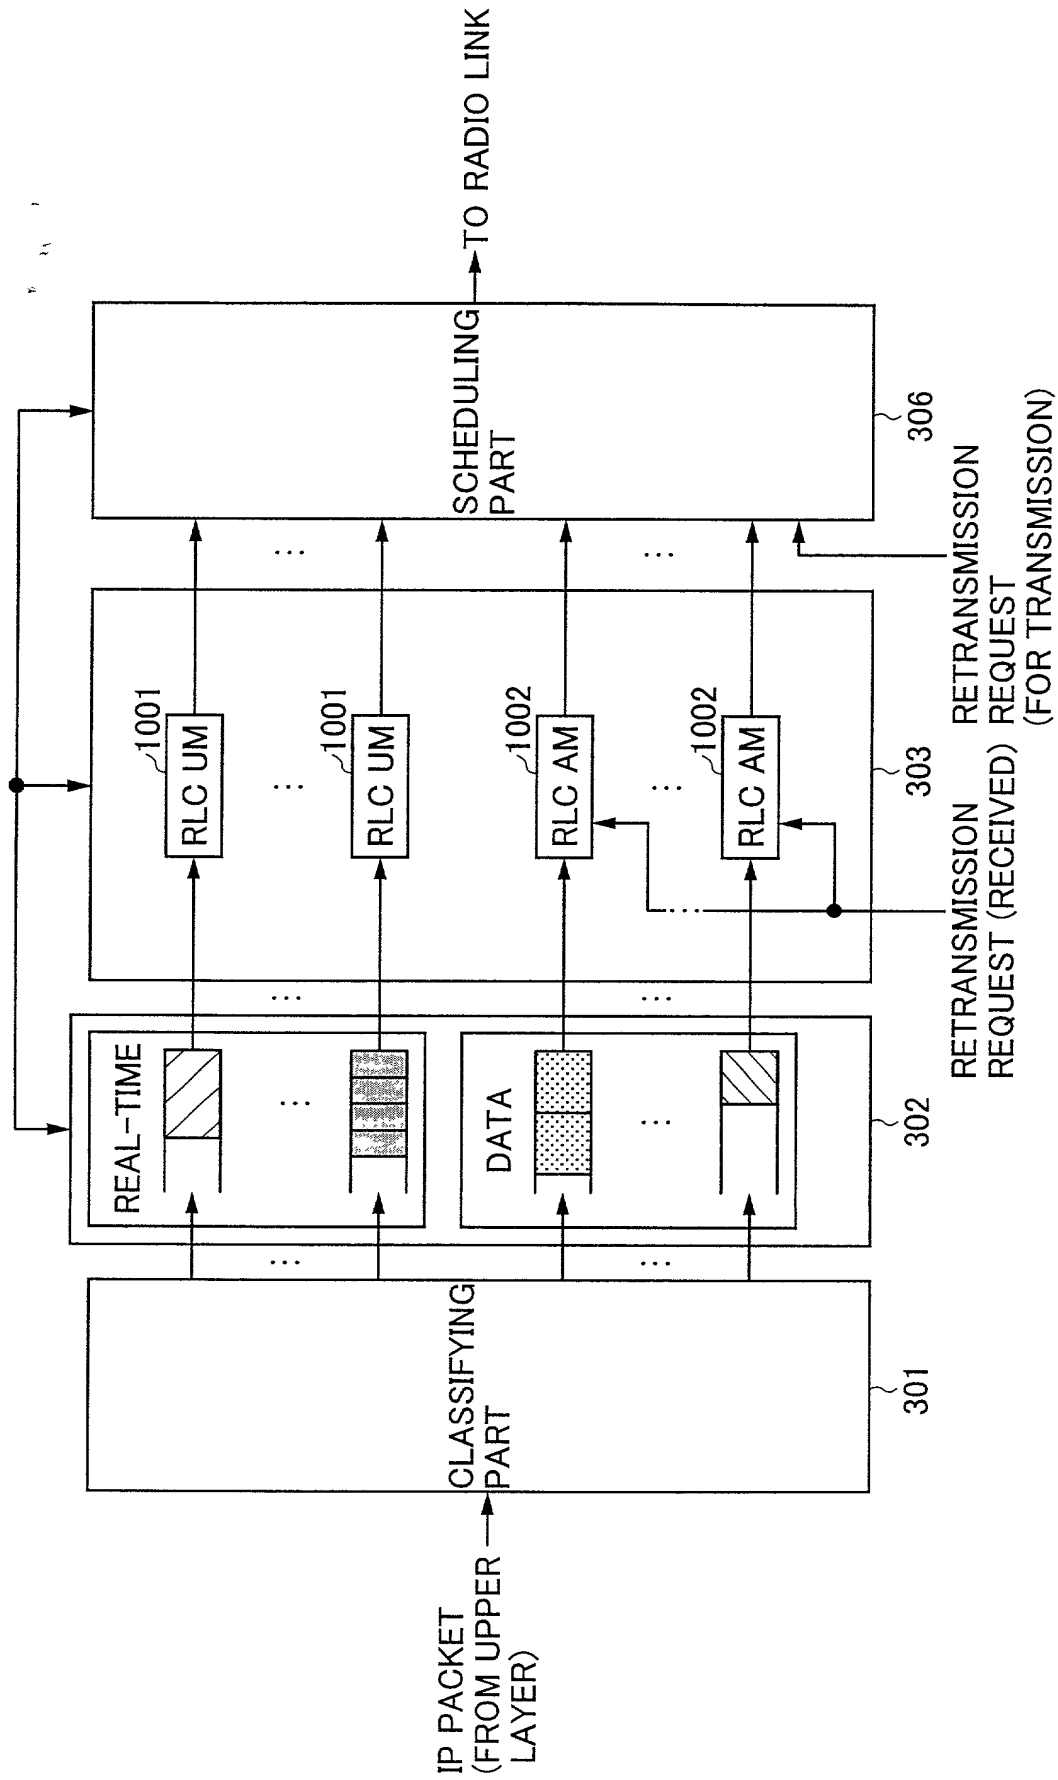 IP PACKET
(FROM UPPER
LAYER)
CLASSIFYING
PART
301
REAL-TIME
...
DATA
...
302
...
...
...
...
RLC UM
1001
...
RLC UM
1001
RLC AM
1002
...
RLC AM
1002
303
RETRANSMISSION
REQUEST (RECEIVED)
...
...
...
SCHEDULING
PART
306
RETRANSMISSION
REQUEST
(FOR TRANSMISSION)
TO RADIO LINK